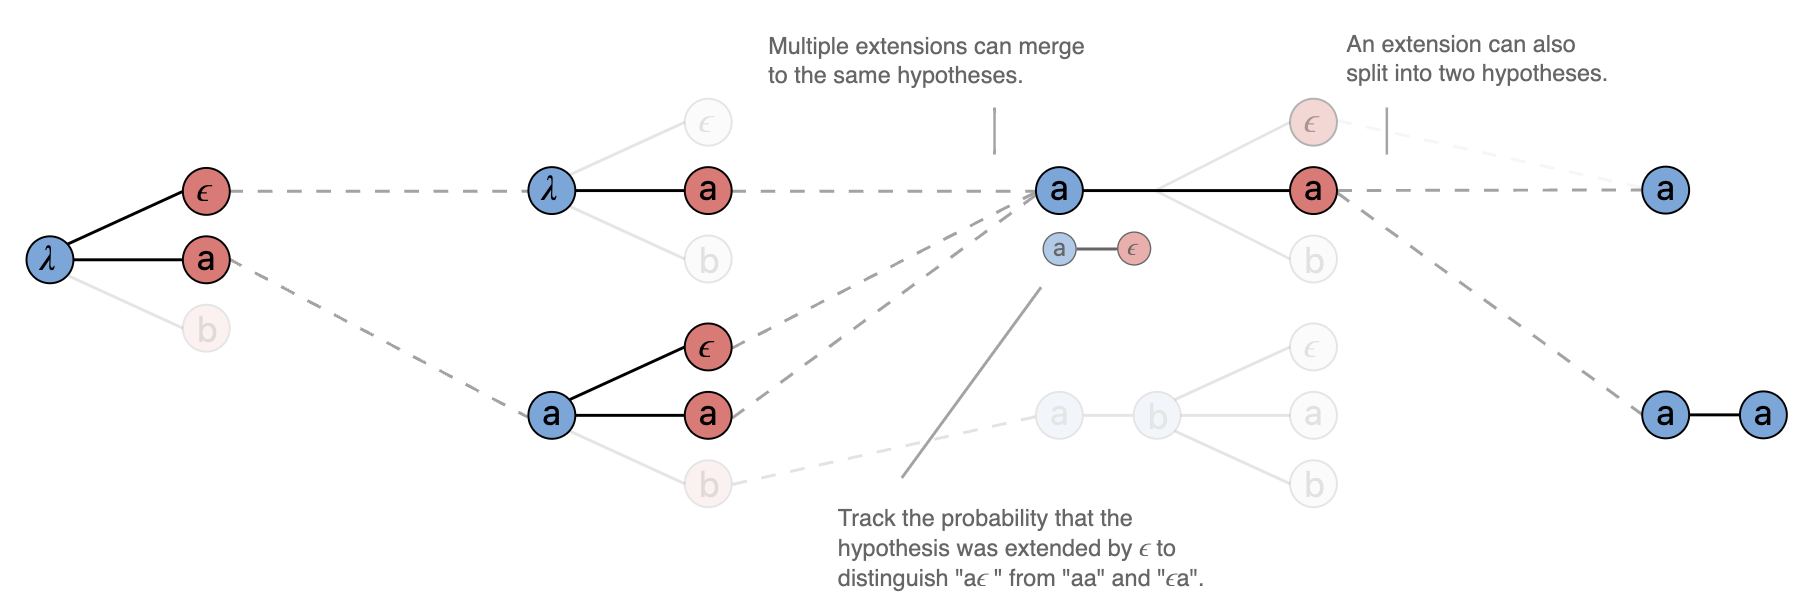 Multiple extensions can merge
to the same hypotheses.
An extension can also
split into two hypotheses.
ϵ
ϵ
λ
ϵ
λ
a
a
a
a
λ
a
b
b
a
ϵ
b
ϵ
ϵ
a
a
a
b
a
a
a
b
b
Track the probability that the
hypothesis was extended by ϵ to
distinguish "aϵ " from "aa" and "ϵa".